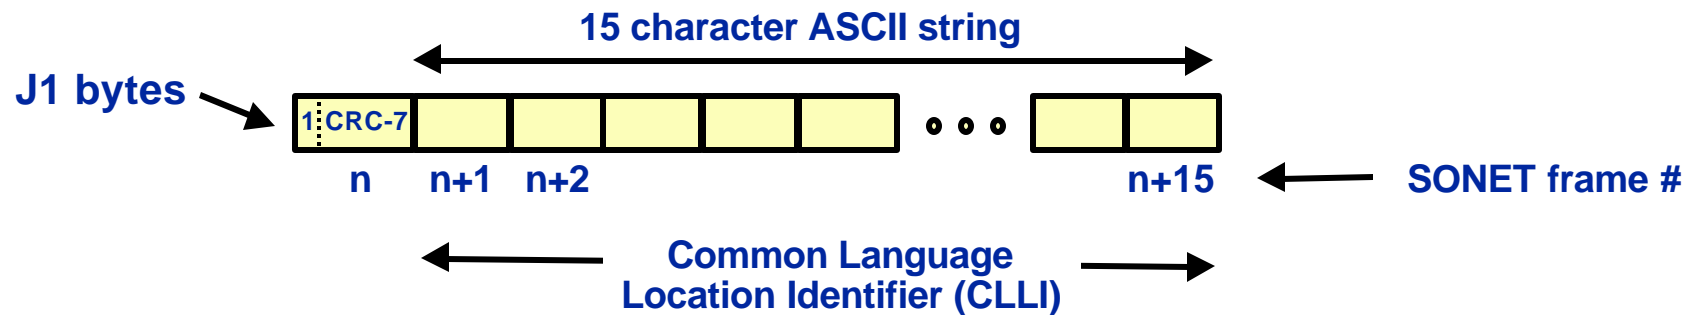 15 character ASCII string
J1 bytes
1 CRC-7
n n+1 n+2 n+15 SONET frame #
Common Language
Location Identifier (CLLI)